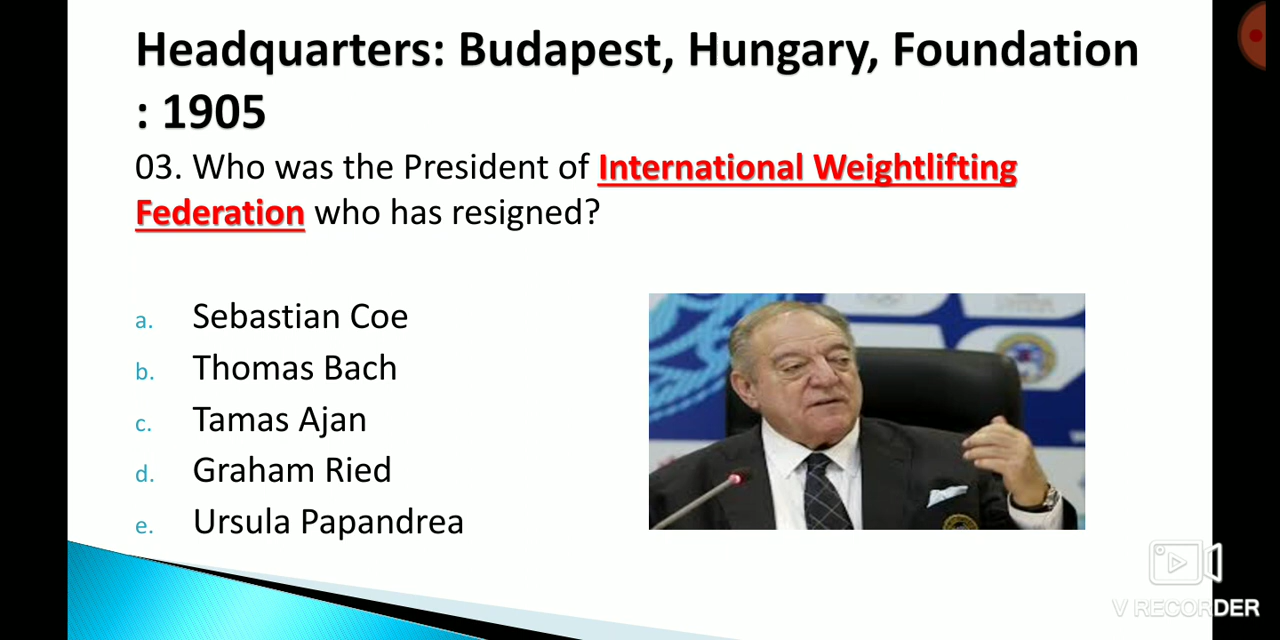 Headquarters: Budapest, Hungary, Foundation
: 1905
03. Who was the President of International Weightlifting
Federation who has resigned?
a. Sebastian Coe
b. Thomas Bach
c. Tamas Ajan
d. Graham Ried
e. Ursula Papandrea
V RECORDER